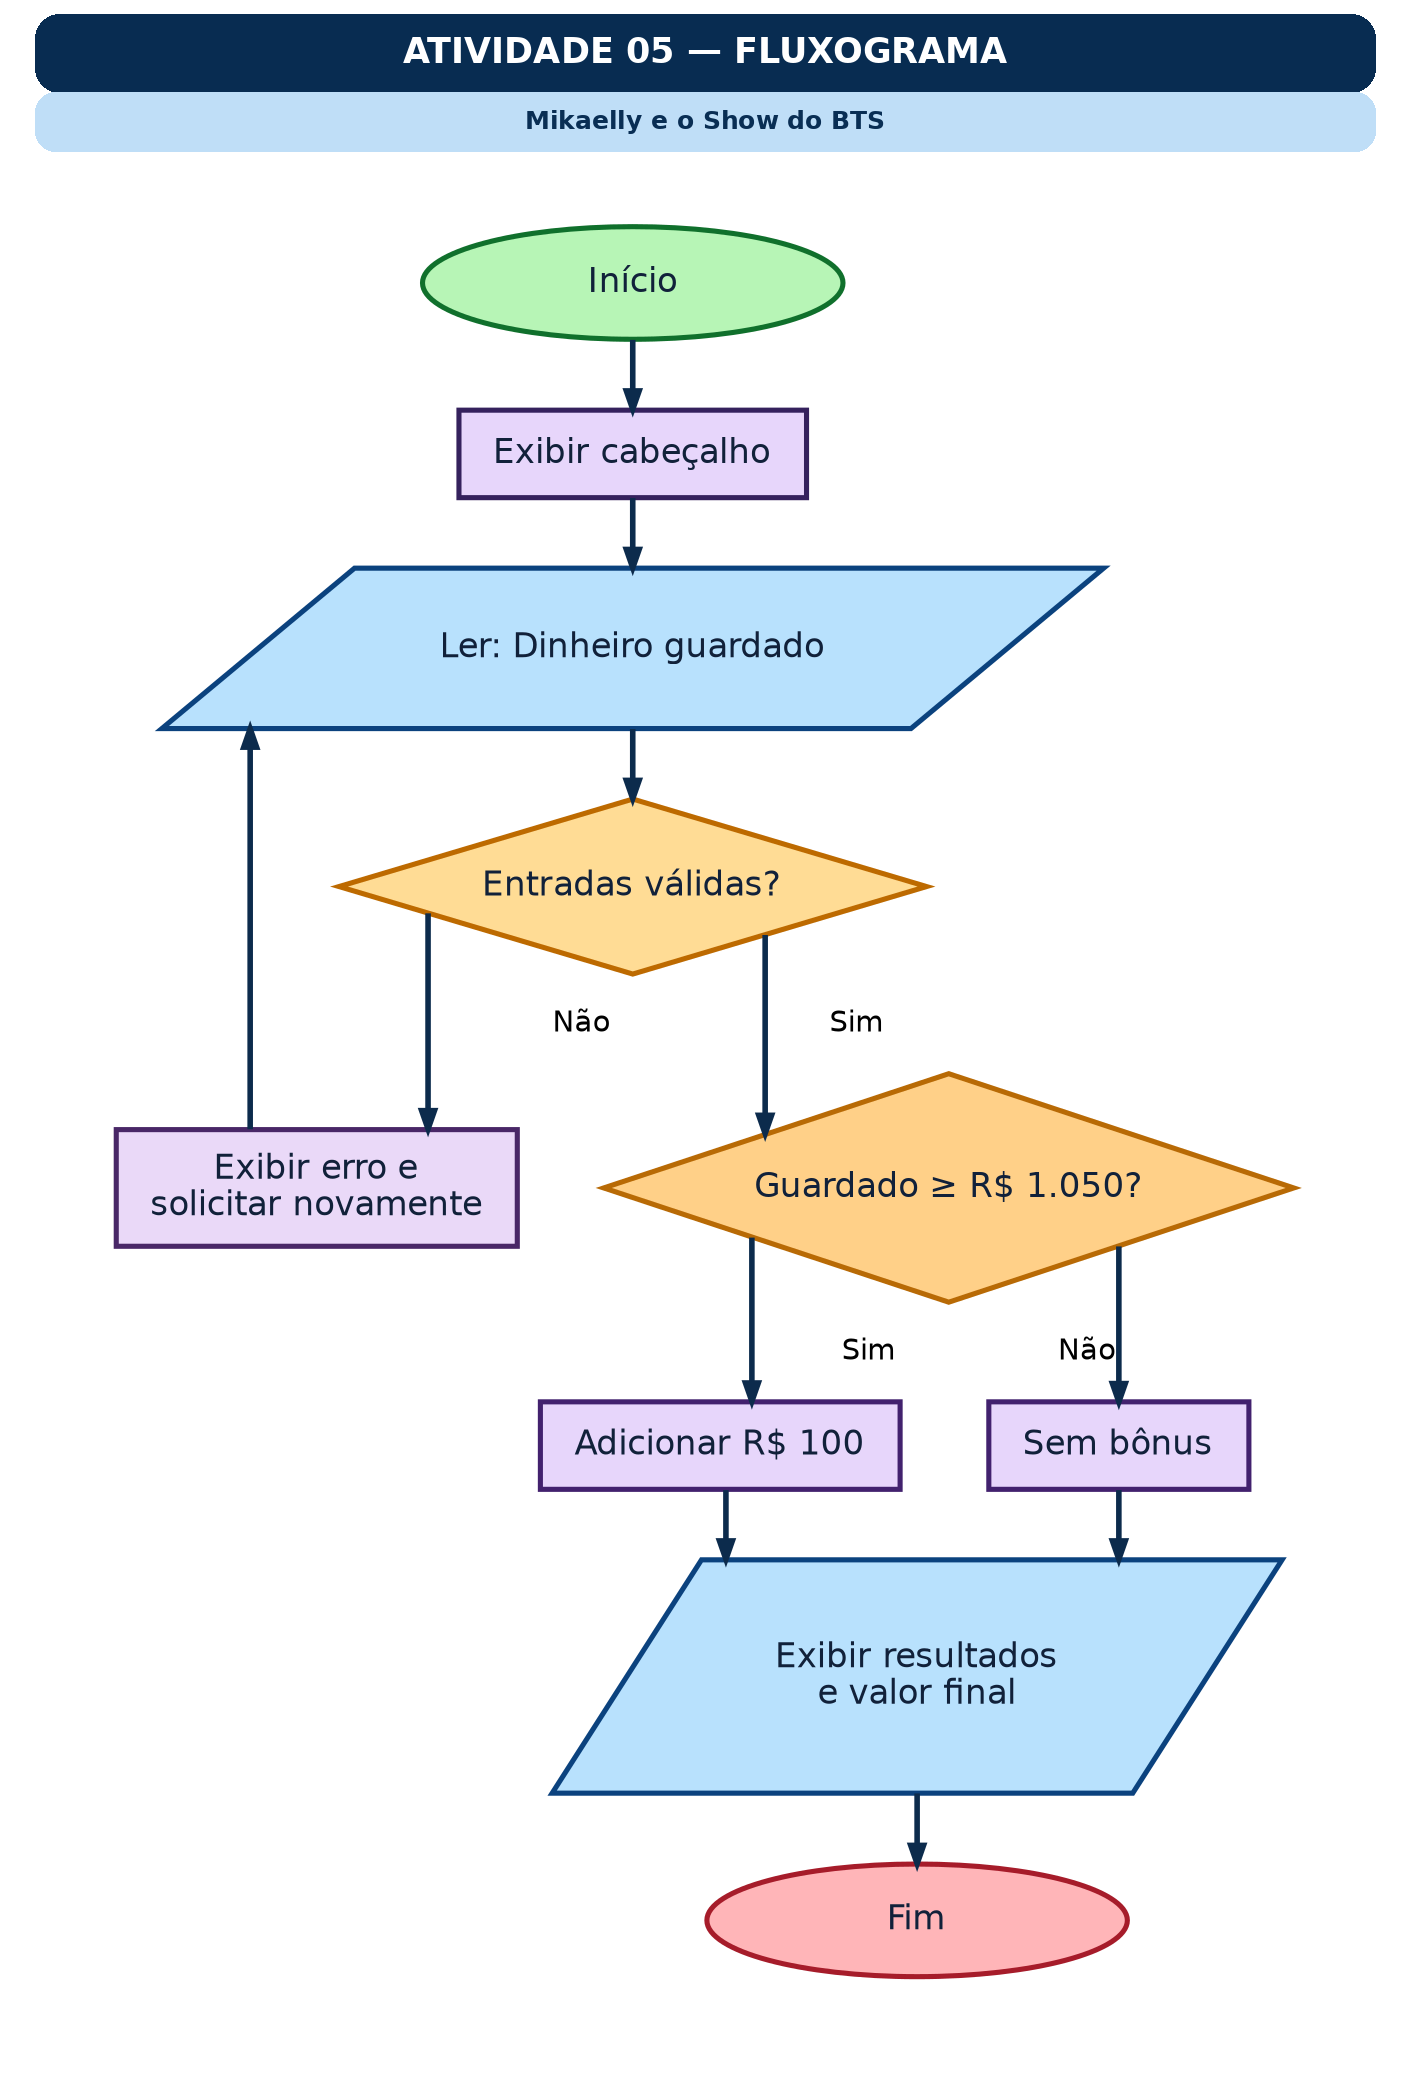 ATIVIDADE 05 — FLUXOGRAMA
Mikaelly e o Show do BTS
Início
Exibir cabeçalho
Ler: Dinheiro guardado
Entradas válidas?
Não
Sim
Exibir erro e
solicitar novamente
Guardado ≥ R$ 1.050?
Sim
Não
Adicionar R$ 100
Sem bônus
Exibir resultados
e valor final
Fim